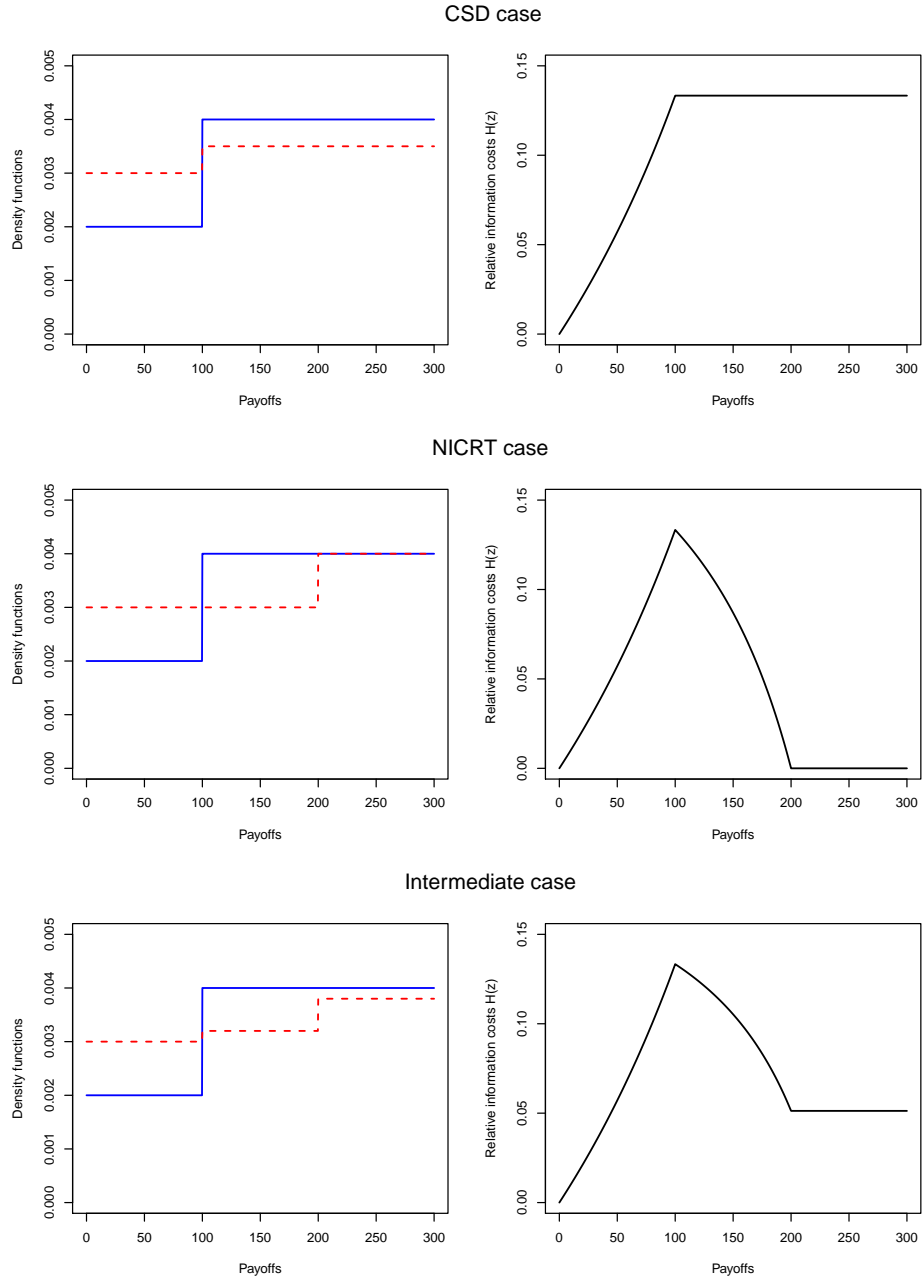 CSD case
Density functions
0.000 0.001 0.002 0.003 0.004 0.005
0 50 100 150 200 250 300
Payoffs
Relative information costs H(z)
0.00 0.05 0.10 0.15
0 50 100 150 200 250 300
Payoffs
NICRT case
Density functions
0.000 0.001 0.002 0.003 0.004 0.005
0 50 100 150 200 250 300
Payoffs
Relative information costs H(z)
0.00 0.05 0.10 0.15
0 50 100 150 200 250 300
Payoffs
Intermediate case
Density functions
0.000 0.001 0.002 0.003 0.004 0.005
0 50 100 150 200 250 300
Payoffs
Relative information costs H(z)
0.00 0.05 0.10 0.15
0 50 100 150 200 250 300
Payoffs